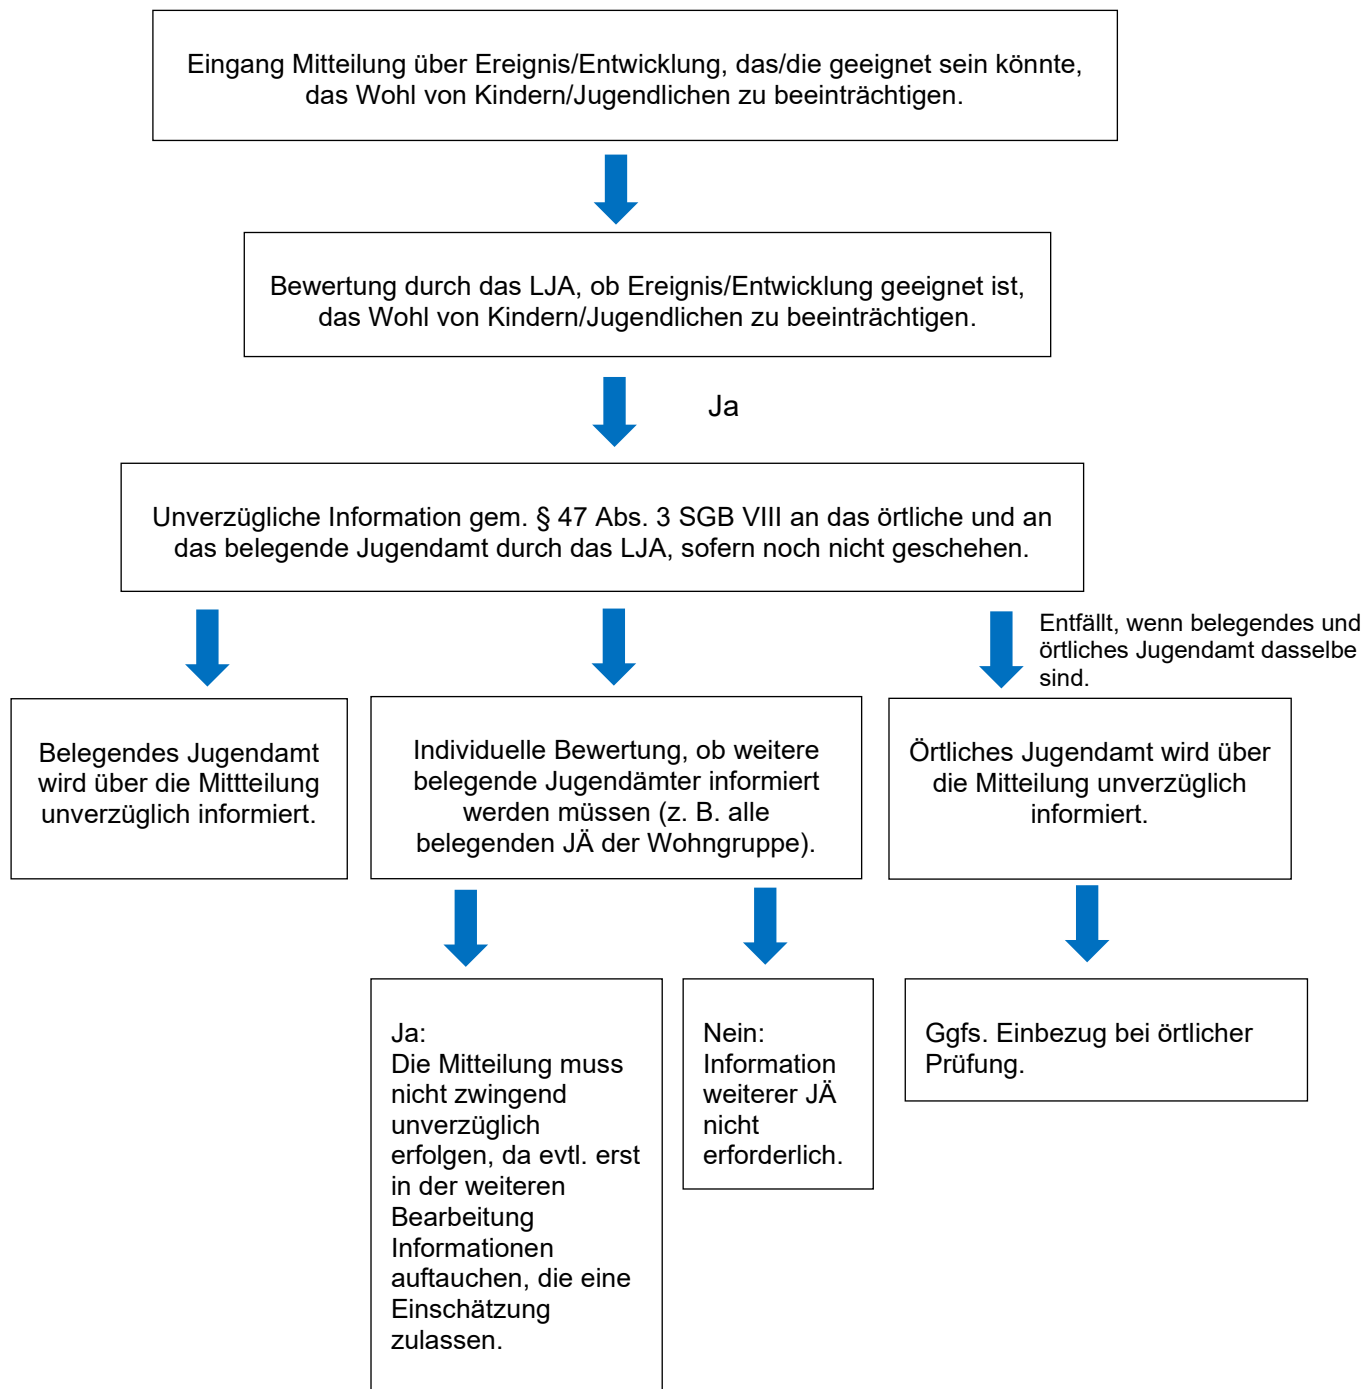 Eingang Mitteilung über Ereignis/Entwicklung, das/die geeignet sein könnte,
das Wohl von Kindern/Jugendlichen zu beeinträchtigen.
Bewertung durch das LJA, ob Ereignis/Entwicklung geeignet ist,
das Wohl von Kindern/Jugendlichen zu beeinträchtigen.
Ja
Unverzügliche Information gem. § 47 Abs. 3 SGB VIII an das örtliche und an
das belegende Jugendamt durch das LJA, sofern noch nicht geschehen.
Entfällt, wenn belegendes und
örtliches Jugendamt dasselbe
sind.
Belegendes Jugendamt
wird über die Mittteilung
unverzüglich informiert.
Individuelle Bewertung, ob weitere
belegende Jugendämter informiert
werden müssen (z. B. alle
belegenden JÄ der Wohngruppe).
Örtliches Jugendamt wird über
die Mitteilung unverzüglich
informiert.
Ja:
Die Mitteilung muss
nicht zwingend
unverzüglich
erfolgen, da evtl. erst
in der weiteren
Bearbeitung
Informationen
auftauchen, die eine
Einschätzung
zulassen.
Nein:
Information
weiterer JÄ
nicht
erforderlich.
Ggfs. Einbezug bei örtlicher
Prüfung.